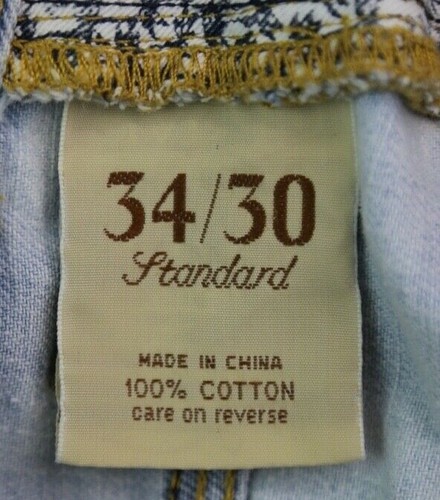 34/30
Standard
MADE IN CHINA
100% COTTON
care on reverse